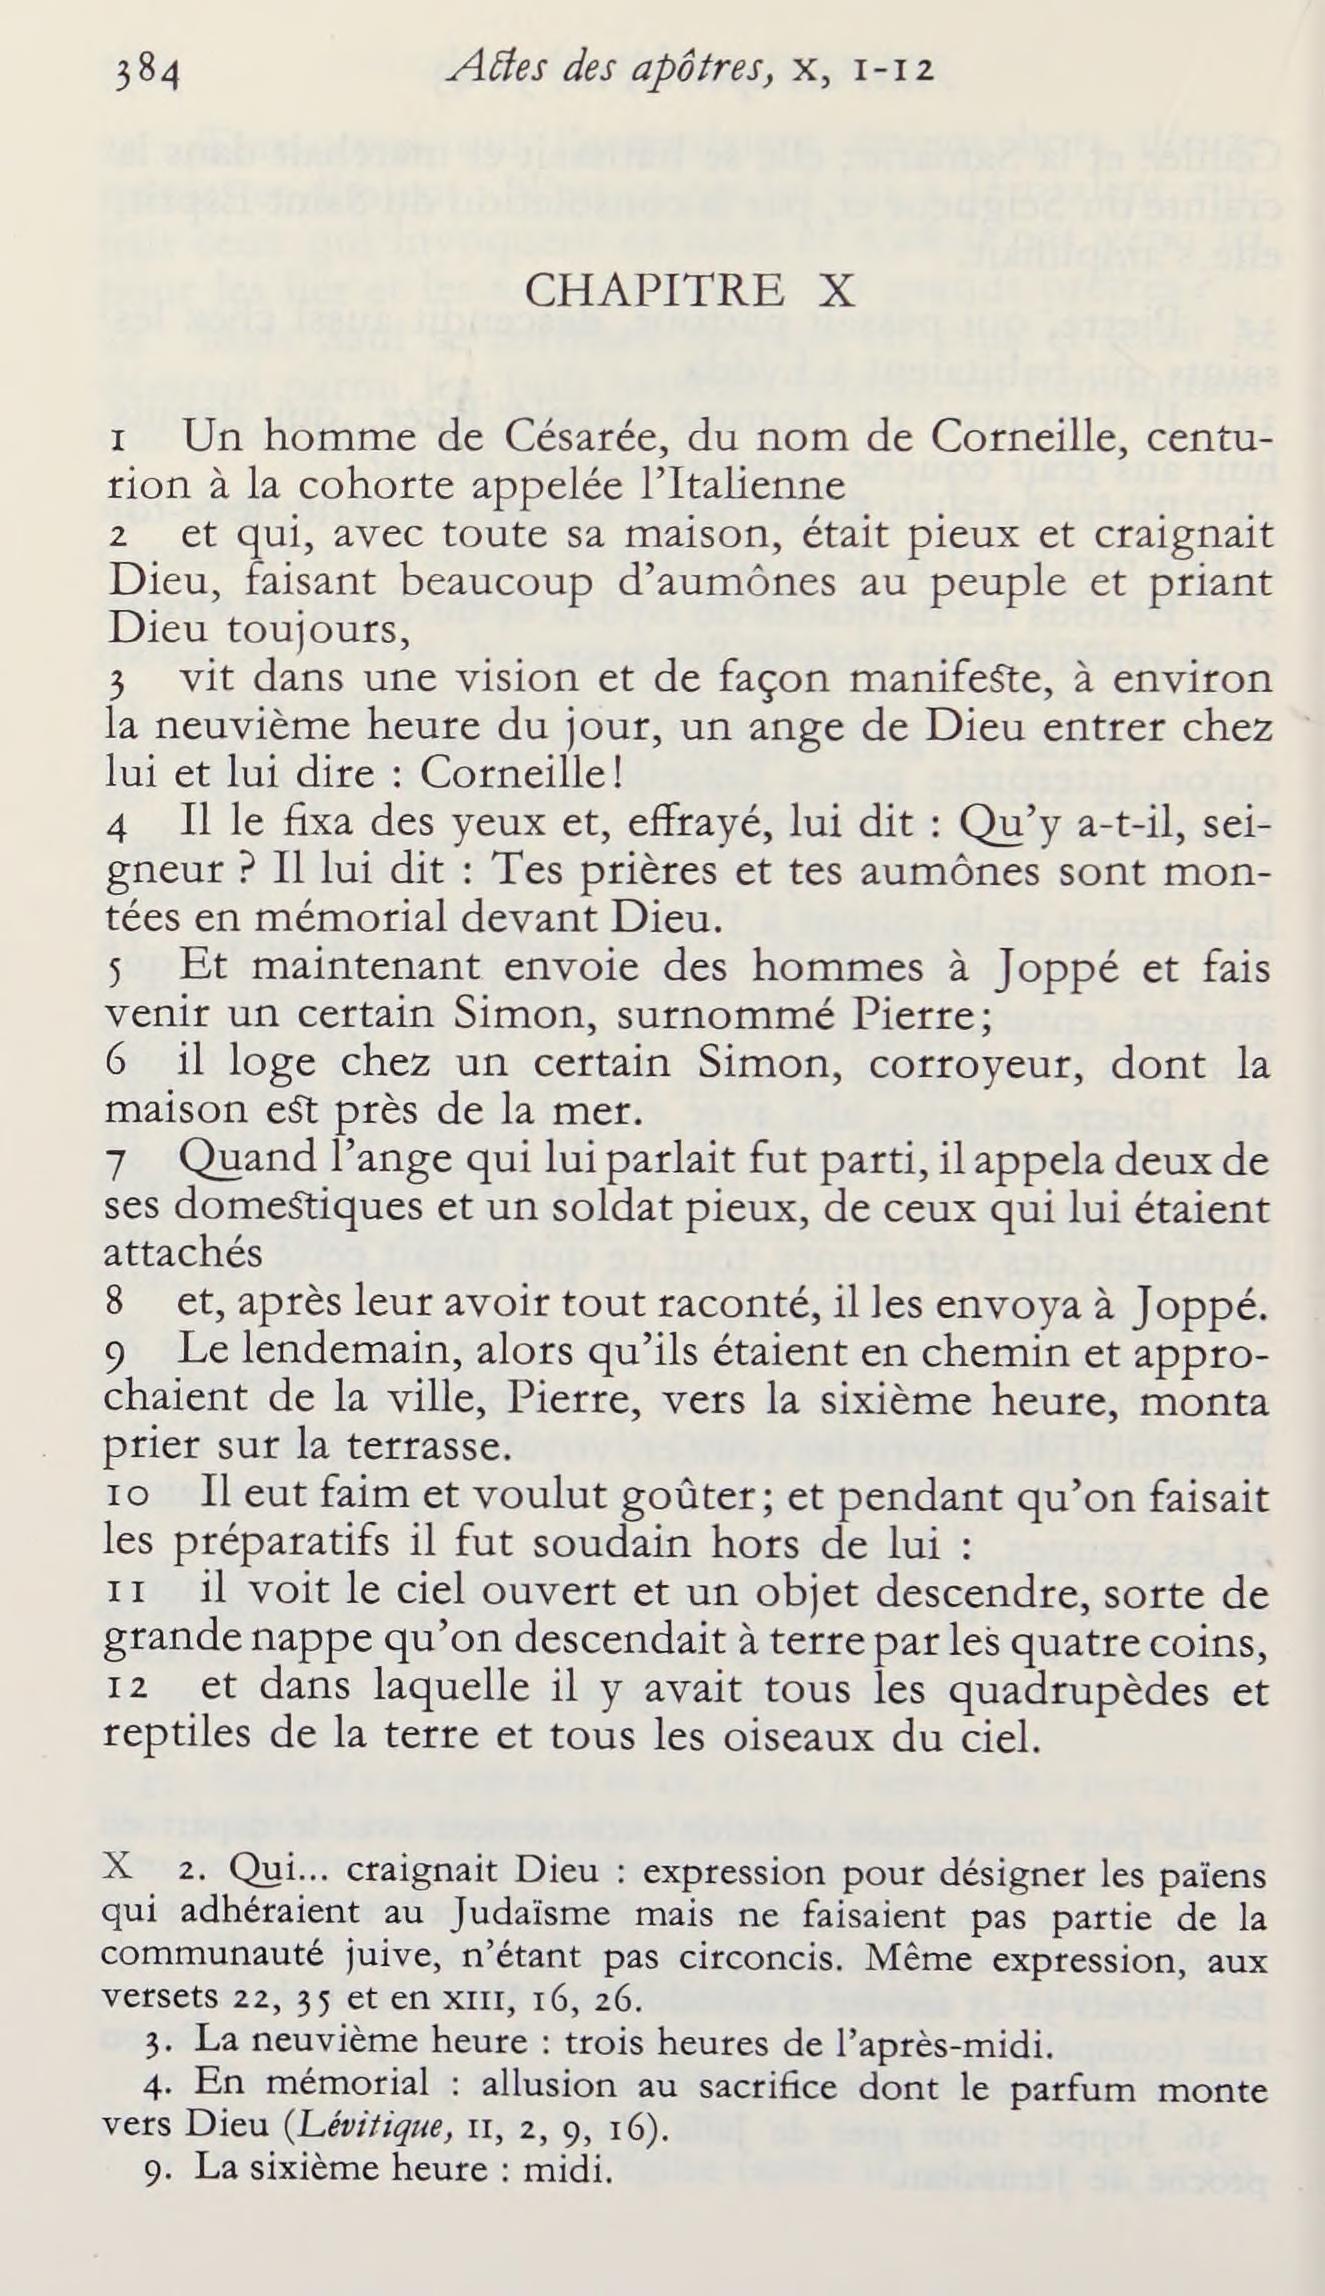 384 Actes des apôtres, X, 1-12
CHAPITRE X
1 Un homme de Césarée, du nom de Corneille, centu-
rion à la cohorte appelée l’Italienne
2 et qui, avec toute sa maison, était pieux et craignait
Dieu, faisant beaucoup d’aumônes au peuple et priant
Dieu toujours,
3 vit dans une vision et de façon manifeste, à environ
la neuvième heure du jour, un ange de Dieu entrer chez
lui et lui dire : Corneille!
4 Il le fixa des yeux et, effrayé, lui dit : Qu’y a-t-il, sei-
gneur ? Il lui dit : Tes prières et tes aumônes sont mon-
tées en mémorial devant Dieu.
5 Et maintenant envoie des hommes à Joppé et fais
venir un certain Simon, surnommé Pierre;
6 il loge chez un certain Simon, corroyeur, dont la
maison est près de la mer.
7 Quand l’ange qui lui parlait fut parti, il appela deux de
ses domestiques et un soldat pieux, de ceux qui lui étaient
attachés
8 et, après leur avoir tout raconté, il les envoya à Joppé.
9 Le lendemain, alors qu’ils étaient en chemin et appro-
chaient de la ville, Pierre, vers la sixième heure, monta
prier sur la terrasse.
10 Il eut faim et voulut goûter; et pendant qu’on faisait
les préparatifs il fut soudain hors de lui :
11 il voit le ciel ouvert et un objet descendre, sorte de
grande nappe qu’on descendait à terre par les quatre coins,
12 et dans laquelle il y avait tous les quadrupèdes et
reptiles de la terre et tous les oiseaux du ciel.
X 2. Qui... craignait Dieu : expression pour désigner les païens
qui adhéraient au Judaïsme mais ne faisaient pas partie de la
communauté juive, n’étant pas circoncis. Même expression, aux
versets 22, 35 et en XIII, 16, 26.
3. La neuvième heure : trois heures de l’après-midi.
4. En mémorial : allusion au sacrifice dont le parfum monte
vers Dieu (Lévitique, II, 2, 9, 16).
9. La sixième heure : midi.